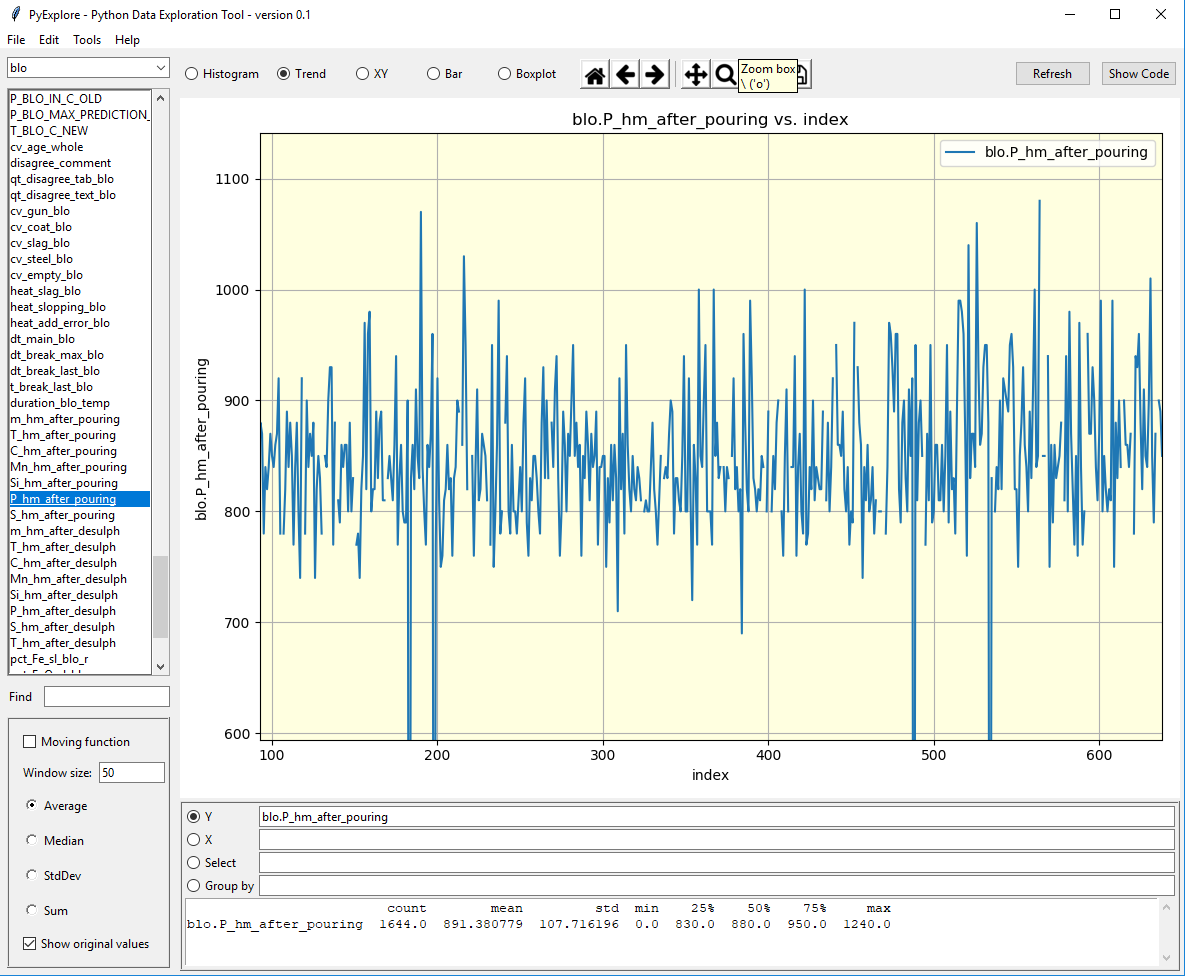 PyExplore - Python Data Exploration Tool - version 0.1
File Edit Tools Help
blo
Histogram Trend XY Bar Boxplot
Zoom box
\ ('o')
Refresh Show Code
P_BLO_IN_C_OLD
P_BLO_MAX_PREDICTION_
T_BLO_C_NEW
cv_age_whole
disagree_comment
qt_disagree_tab_blo
qt_disagree_text_blo
cv_gun_blo
cv_coat_blo
cv_slag_blo
cv_steel_blo
cv_empty_blo
heat_slag_blo
heat_slopping_blo
heat_add_error_blo
dt_main_blo
dt_break_max_blo
dt_break_last_blo
t_break_last_blo
duration_blo_temp
m_hm_after_pouring
T_hm_after_pouring
C_hm_after_pouring
Mn_hm_after_pouring
Si_hm_after_pouring
P_hm_after_pouring
S_hm_after_pouring
m_hm_after_desulph
T_hm_after_desulph
C_hm_after_desulph
Mn_hm_after_desulph
Si_hm_after_desulph
P_hm_after_desulph
S_hm_after_desulph
T_hm_after_desulph
pct_Fe_sl_blo_r
Find
Moving function
Window size: 50
Average
Median
StdDev
Sum
Show original values
blo.P_hm_after_pouring vs. index
blo.P_hm_after_pouring
1100
1000
900
800
700
600
blo.P_hm_after_pouring
100 200 300 400 500 600
index
Y blo.P_hm_after_pouring
X
Select
Group by
count mean std min 25% 50% 75% max
blo.P_hm_after_pouring 1644.0 891.380779 107.716196 0.0 830.0 880.0 950.0 1240.0